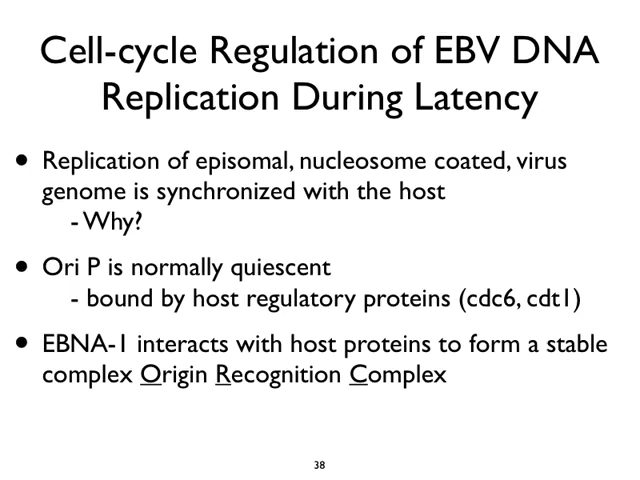 Cell-cycle Regulation of EBV DNA
Replication During Latency
• Replication of episomal, nucleosome coated, virus
genome is synchronized with the host
- Why?
• Ori P is normally quiescent
- bound by host regulatory proteins (cdc6, cdt1)
• EBNA-1 interacts with host proteins to form a stable
complex Origin Recognition Complex
38